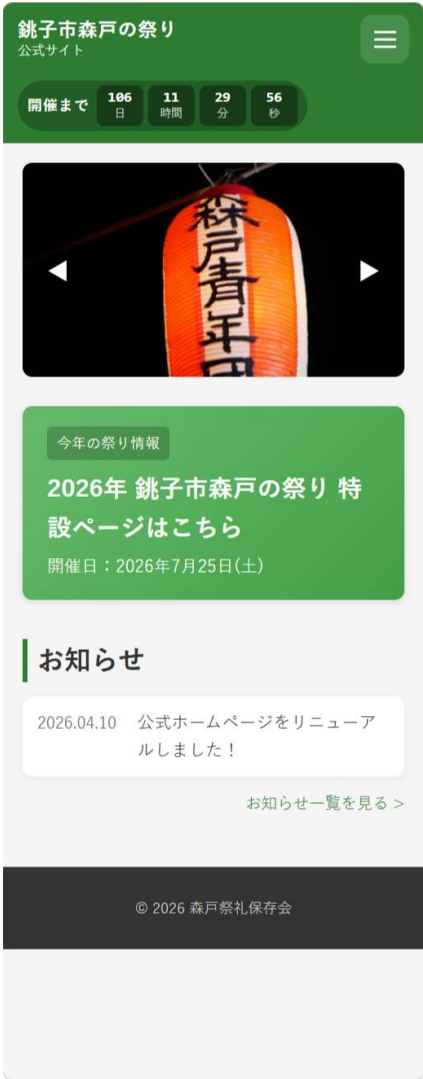 銚子市森戸の祭り
公式サイト
開催まで
106
日
11
時間
29
分
56
秒
森戸青年団
今年の祭り情報
2026年 銚子市森戸の祭り 特
設ページはこちら
開催日：2026年7月25日(土)
お知らせ
2026.04.10
公式ホームページをリニューア
ルしました！
お知らせ一覧を見る >
© 2026 森戸祭礼保存会